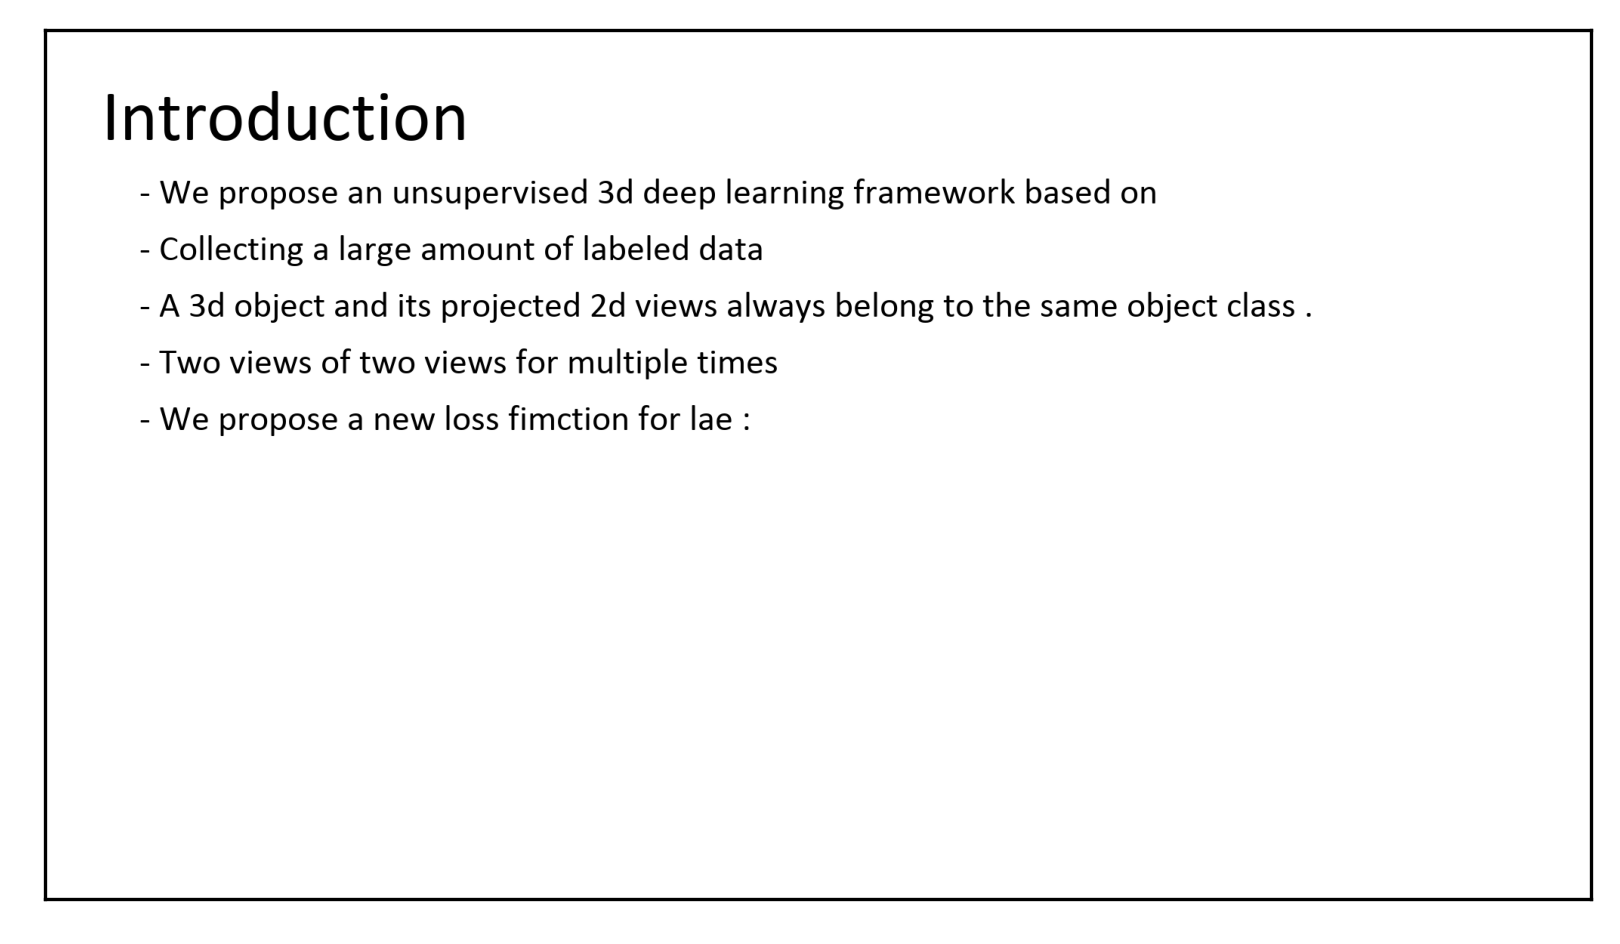 Introduction
- We propose an unsupervised 3d deep learning framework based on
- Collecting a large amount of labeled data
- A 3d object and its projected 2d views always belong to the same object class .
- Two views of two views for multiple times
- We propose a new loss fimction for lae :